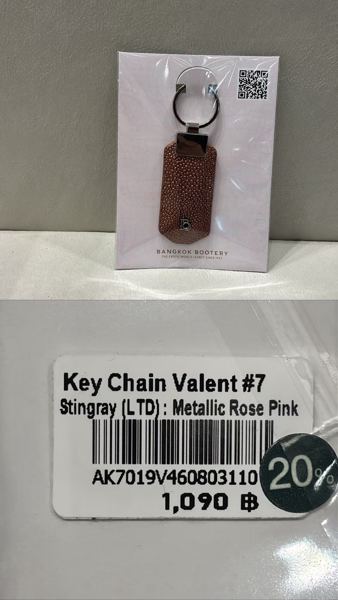 BANGKOK BOOTERY
Key Chain Valent #7
Stingray (LTD) : Metallic Rose Pink
AK7019V460803110
1,090 ฿
20%